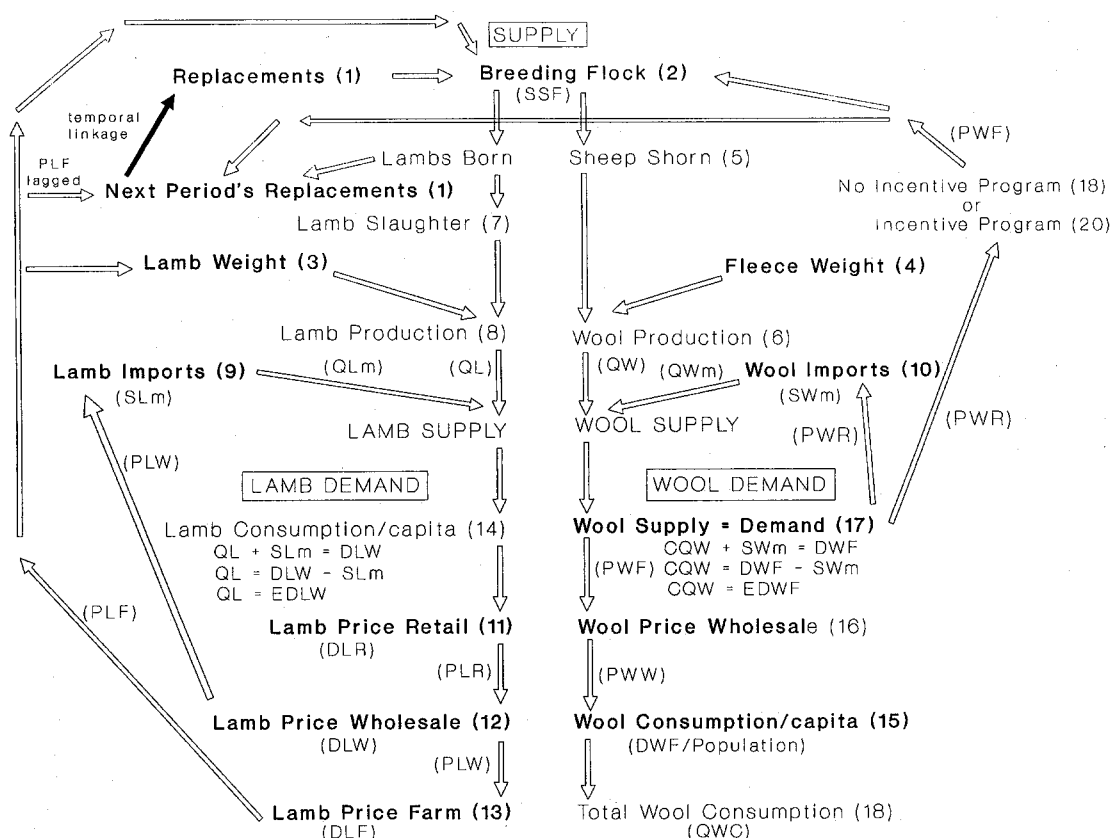 SUPPLY
Replacements (1)
Breeding Flock (2)
(SSF)
temporal
linkage
(PWF)
PLF
lagged
Lambs Born
Sheep Shorn (5)
Next Period's Replacements (1)
No Incentive Program (18)
or
Incentive Program (20)
Lamb Slaughter (7)
Lamb Weight (3)
Fleece Weight (4)
Lamb Production (8)
Wool Production (6)
(QLm)
(QL)
(QW)
(QWm)
Lamb Imports (9)
(SLm)
Wool Imports (10)
(SWm)
LAMB SUPPLY
WOOL SUPPLY
(PWR)
(PWR)
(PLW)
LAMB DEMAND
WOOL DEMAND
Lamb Consumption/capita (14)
QL + SLm = DLW
QL = DLW - SLm
QL = EDLW
Wool Supply = Demand (17)
CQW + SWm = DWF
(PWF)
CQW = DWF - SWm
CQW = EDWF
(PLF)
Lamb Price Retail (11)
(DLR)
Wool Price Wholesale (16)
(PLR)
(PWW)
Lamb Price Wholesale (12)
(DLW)
Wool Consumption/capita (15)
(DWF/Population)
(PLW)
Lamb Price Farm (13)
(DLF)
Total Wool Consumption (18)
(QWC)